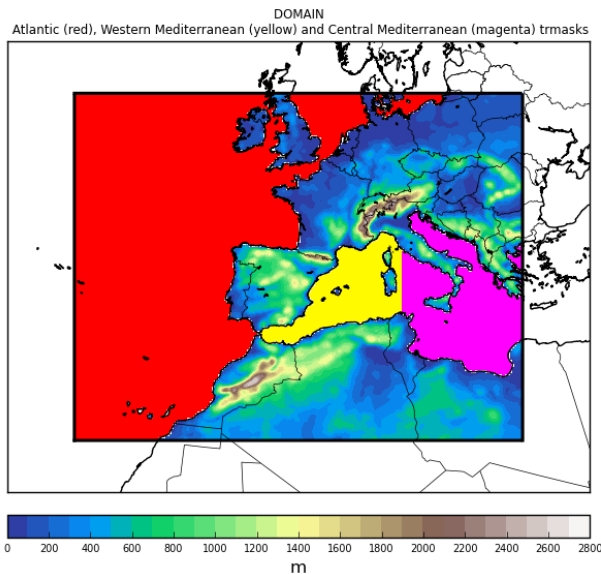 DOMAIN
Atlantic (red), Western Mediterranean (yellow) and Central Mediterranean (magenta) trmasks
0 200 400 600 800 1000 1200 1400 1600 1800 2000 2200 2400 2600 2800
m